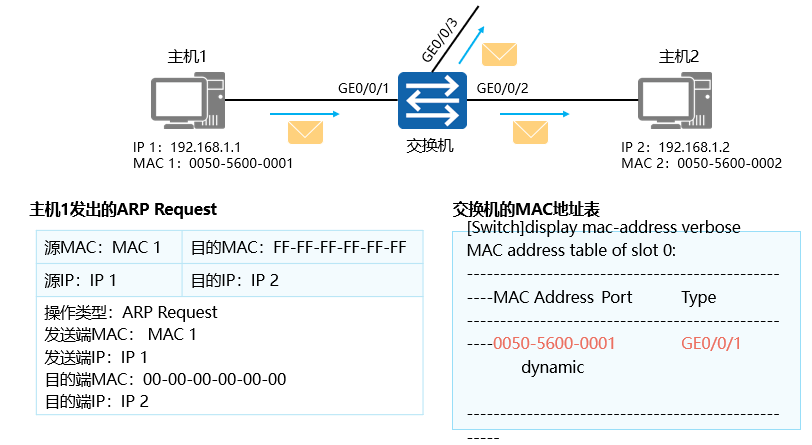 GE0/0/3
主机1
主机2
GE0/0/1
GE0/0/2
交换机
IP 1：192.168.1.1
MAC 1：0050-5600-0001
IP 2：192.168.1.2
MAC 2：0050-5600-0002
主机1发出的ARP Request
源MAC：MAC 1
目的MAC：FF-FF-FF-FF-FF-FF
源IP：IP 1
目的IP：IP 2
操作类型：ARP Request
发送端MAC： MAC 1
发送端IP：IP 1
目的端MAC：00-00-00-00-00-00
目的端IP：IP 2
交换机的MAC地址表
[Switch]display mac-address verbose
MAC address table of slot 0:
---------------------------------------------
----MAC Address Port Type
---------------------------------------------
----0050-5600-0001 GE0/0/1
dynamic
---------------------------------------------
-----